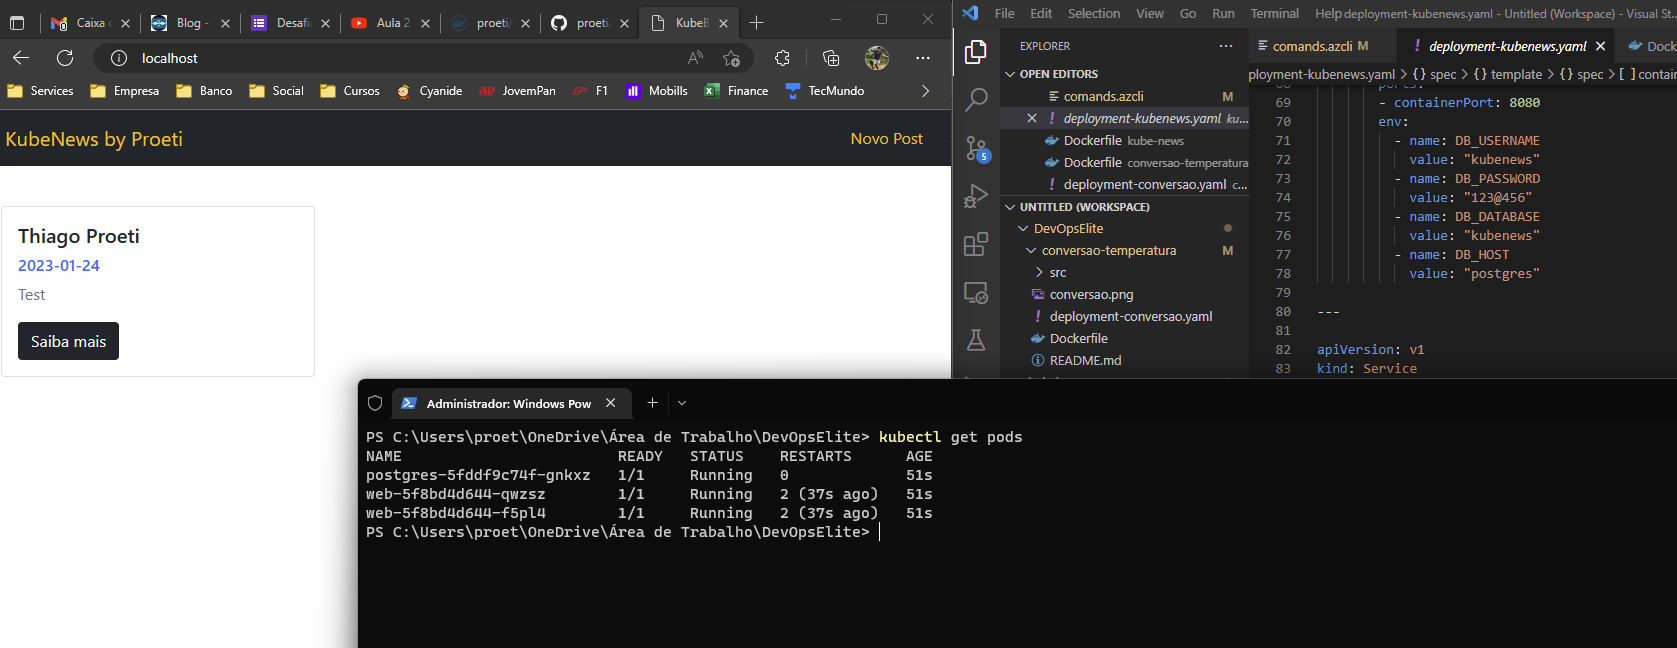 Caixa
Blog -
Desafi
Aula 2
proeti/
proeti/
KubeB
localhost
Services
Empresa
Banco
Social
Cursos
Cyanide
JovemPan
F1
Mobills
Finance
TecMundo
KubeNews by Proeti
Novo Post
Thiago Proeti
2023-01-24
Test
Saiba mais
File Edit Selection View Go Run Terminal Help
deployment-kubenews.yaml - Untitled (Workspace) - Visual St...
EXPLORER
OPEN EDITORS
comands.azcli M
deployment-kubenews.yaml ku...
Dockerfile kube-news
Dockerfile conversao-temperatura
deployment-conversao.yaml c...
UNTITLED (WORKSPACE)
DevOpsElite
conversao-temperatura M
src
conversao.png
deployment-conversao.yaml
Dockerfile
README.md
5
comands.azcli M
deployment-kubenews.yaml
Dock
ployment-kubenews.yaml > {} spec > {} template > {} spec > [ ] contain
68 ports:
69 - containerPort: 8080
70 env:
71 - name: DB_USERNAME
72 value: "kubenews"
73 - name: DB_PASSWORD
74 value: "123@456"
75 - name: DB_DATABASE
76 value: "kubenews"
77 - name: DB_HOST
78 value: "postgres"
79
80 ---
81
82 apiVersion: v1
83 kind: Service
Administrador: Windows Pow
PS C:\Users\proet\OneDrive\Área de Trabalho\DevOpsElite> kubectl get pods
NAME READY STATUS RESTARTS AGE
postgres-5fddf9c74f-gnkxz 1/1 Running 0 51s
web-5f8bd4d644-qwzsz 1/1 Running 2 (37s ago) 51s
web-5f8bd4d644-f5pl4 1/1 Running 2 (37s ago) 51s
PS C:\Users\proet\OneDrive\Área de Trabalho\DevOpsElite>